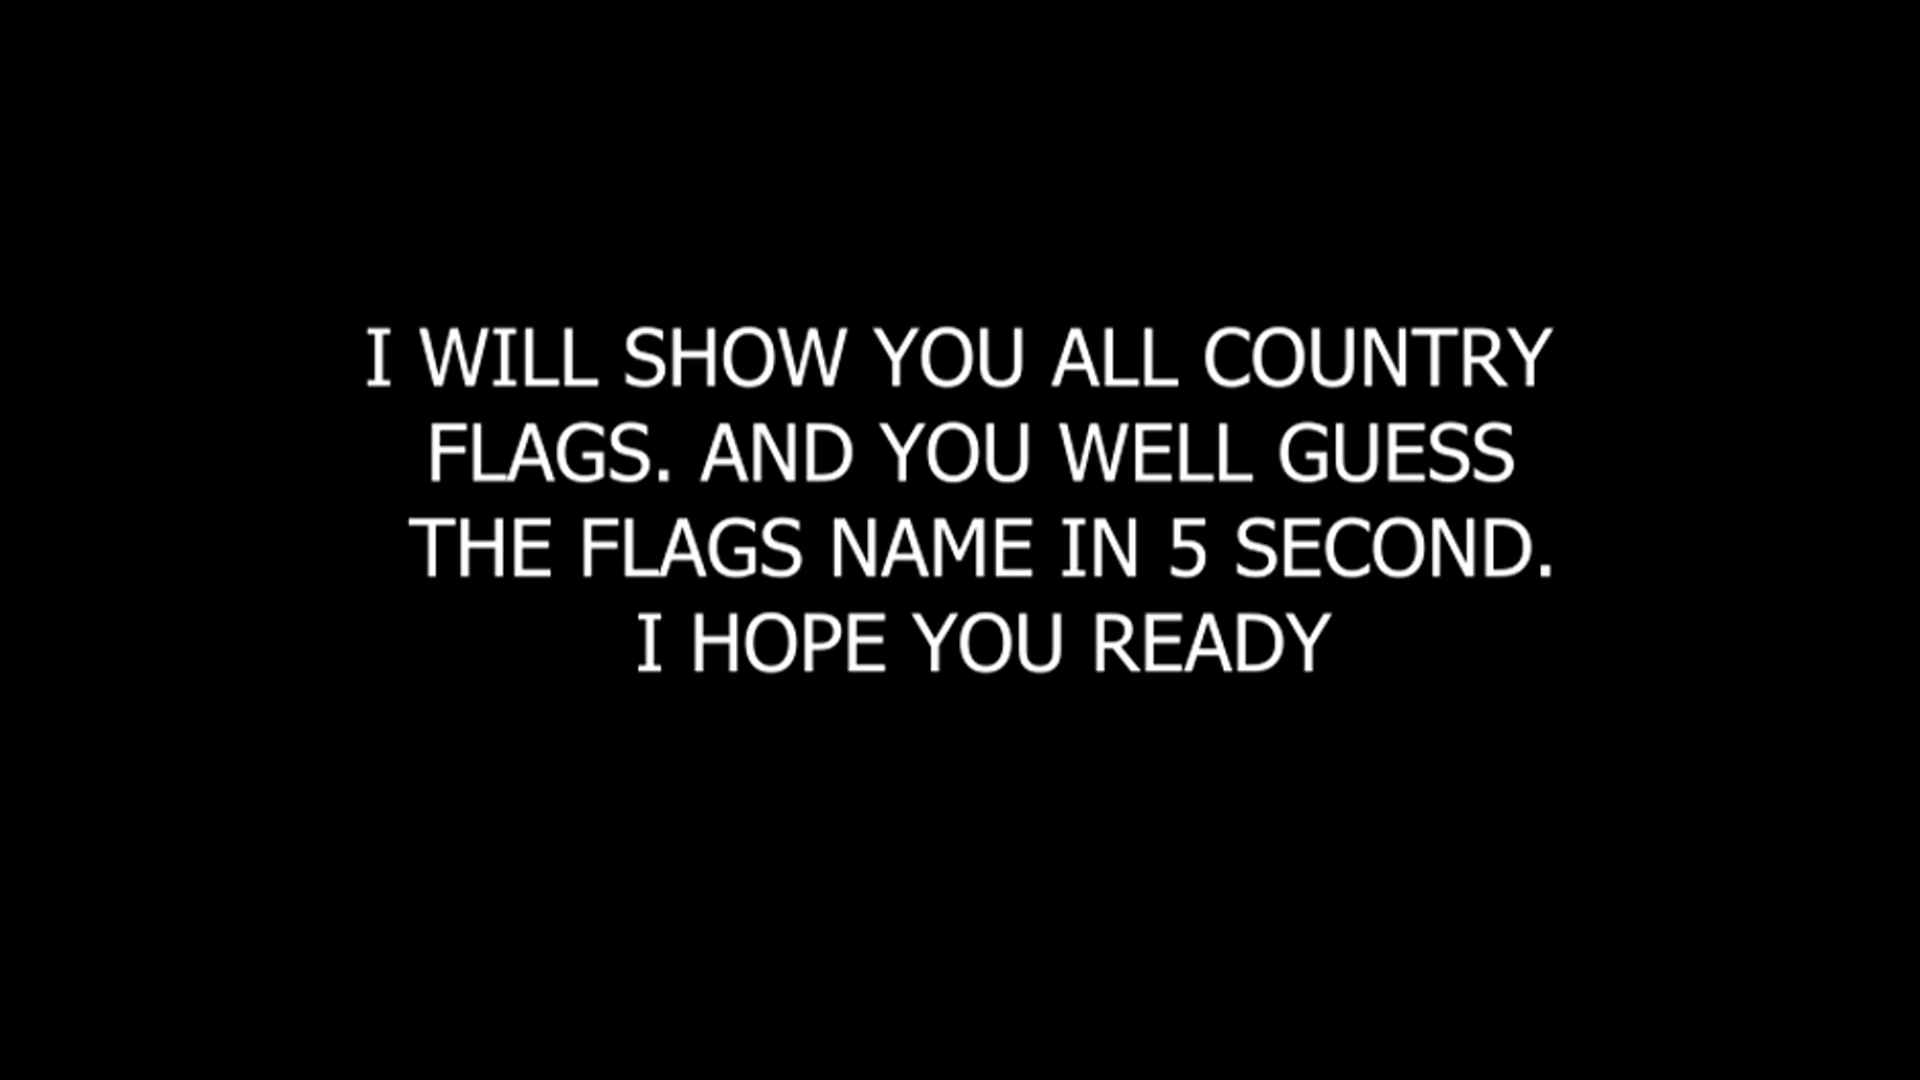 I WILL SHOW YOU ALL COUNTRY
FLAGS. AND YOU WELL GUESS
THE FLAGS NAME IN 5 SECOND.
I HOPE YOU READY